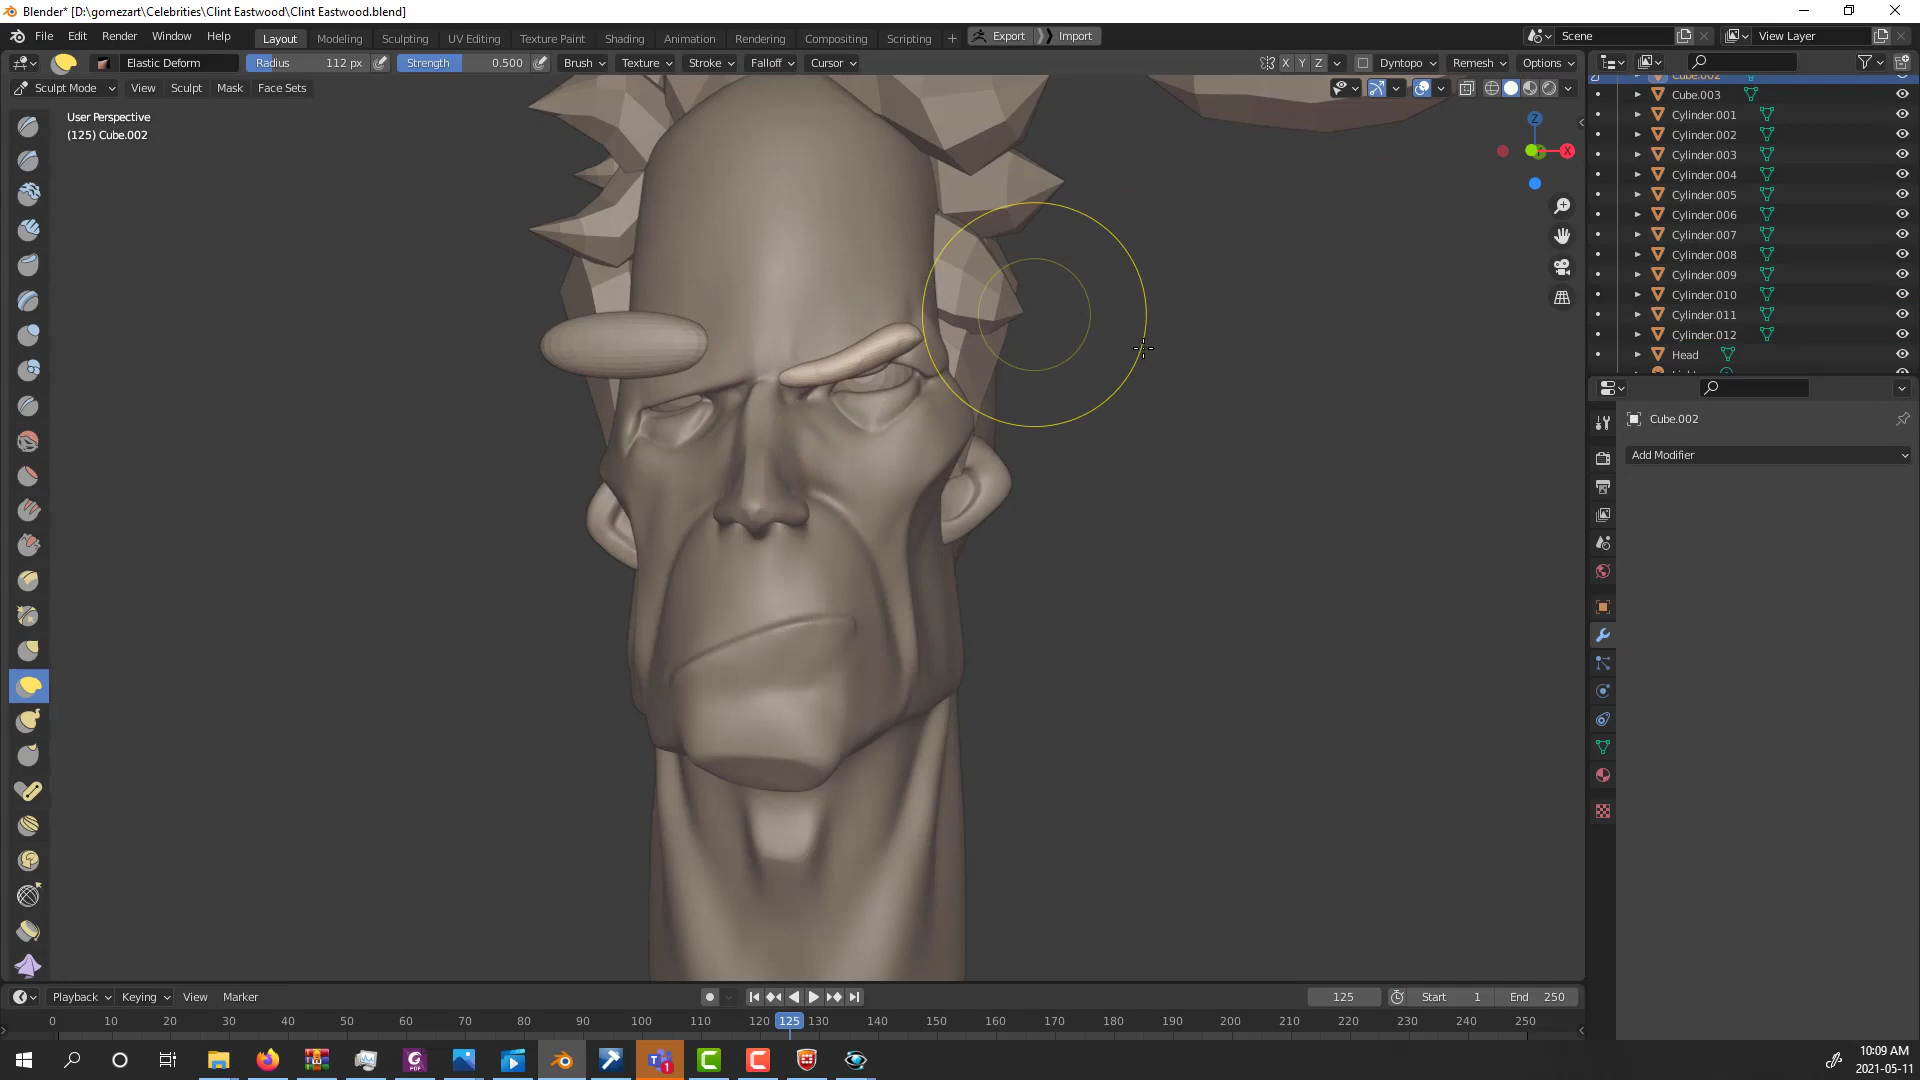 Blender* [D:\gomezart\Celebrities\Clint Eastwood\Clint Eastwood.blend]
File Edit Render Window Help Layout Modeling Sculpting UV Editing Texture Paint Shading Animation Rendering Compositing Scripting + Export Import Scene View Layer
Elastic Deform Radius 112 px Strength 0.500 Brush Texture Stroke Falloff Cursor X Y Z Dyntopo Remesh Options
Sculpt Mode View Sculpt Mask Face Sets
User Perspective
(125) Cube.002
Z
X
Cube.002
Cube.003
Cylinder.001
Cylinder.002
Cylinder.003
Cylinder.004
Cylinder.005
Cylinder.006
Cylinder.007
Cylinder.008
Cylinder.009
Cylinder.010
Cylinder.011
Cylinder.012
Head
Cube.002
Add Modifier
Playback Keying View Marker 125 Start 1 End 250
0 10 20 30 40 50 60 70 80 90 100 110 120 125 130 140 150 160 170 180 190 200 210 220 230 240 250
10:09 AM
2021-05-11